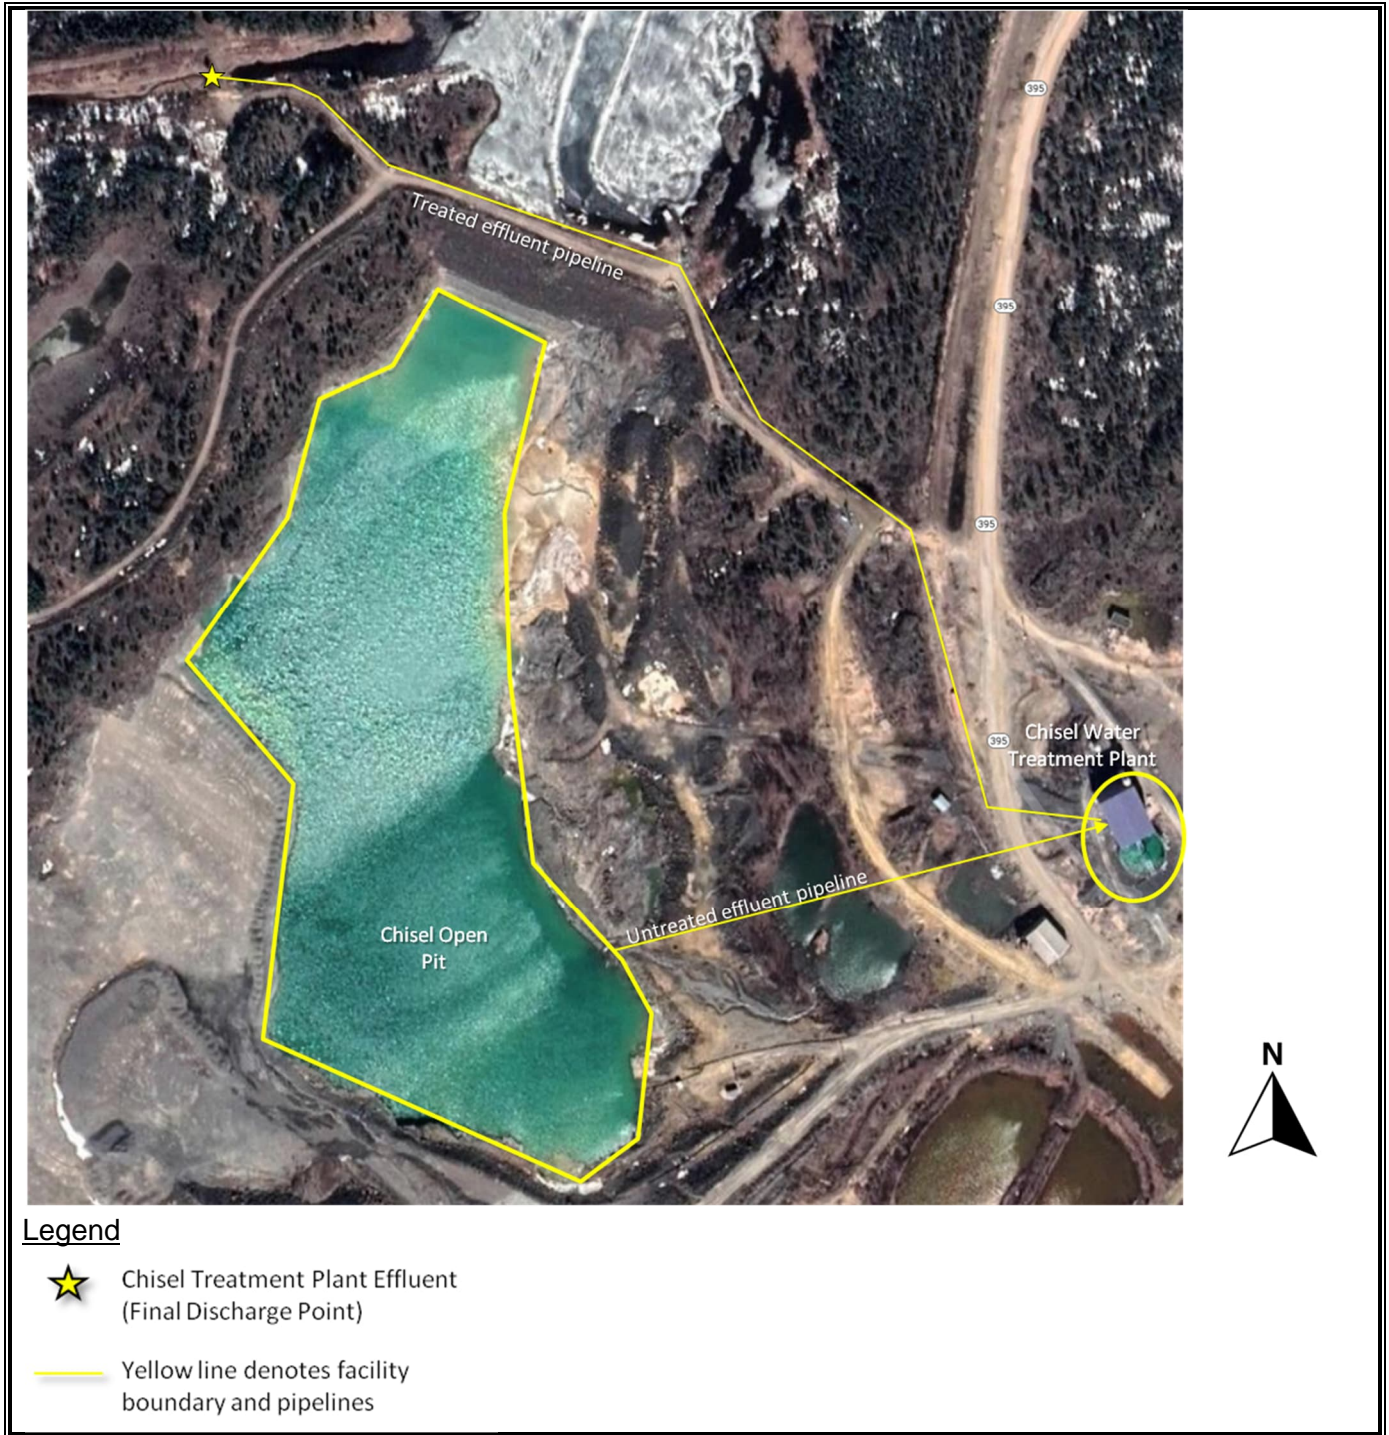 395
Treated effluent pipeline
395
395
395
Chisel Water
Treatment Plant
Untreated effluent pipeline
Chisel Open
Pit
N
Legend
Chisel Treatment Plant Effluent
(Final Discharge Point)
Yellow line denotes facility
boundary and pipelines